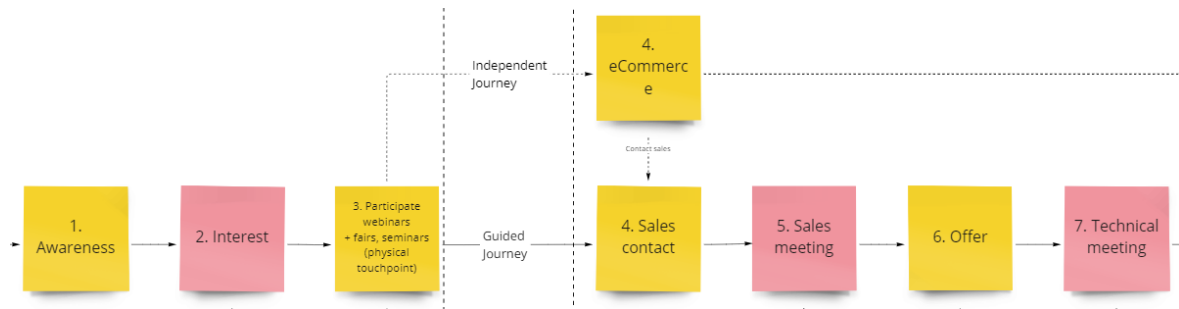 Independent
Journey
4.
eCommerc
e
Contact sales
1.
Awareness
2. Interest
3. Participate
webinars
+ fairs, seminars
(physical
touchpoint)
Guided
Journey
4. Sales
contact
5. Sales
meeting
6. Offer
7. Technical
meeting